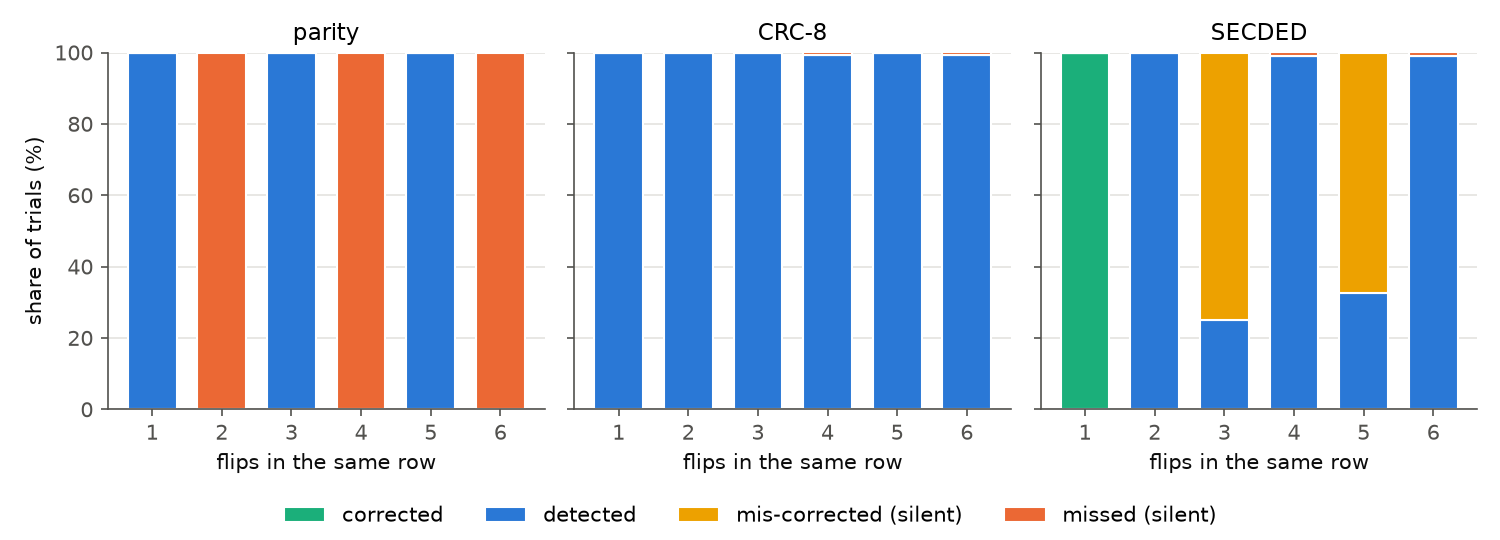 parity
CRC-8
SECDED
share of trials (%)
100
80
60
40
20
0
1 2 3 4 5 6
1 2 3 4 5 6
1 2 3 4 5 6
flips in the same row
flips in the same row
flips in the same row
corrected
detected
mis-corrected (silent)
missed (silent)